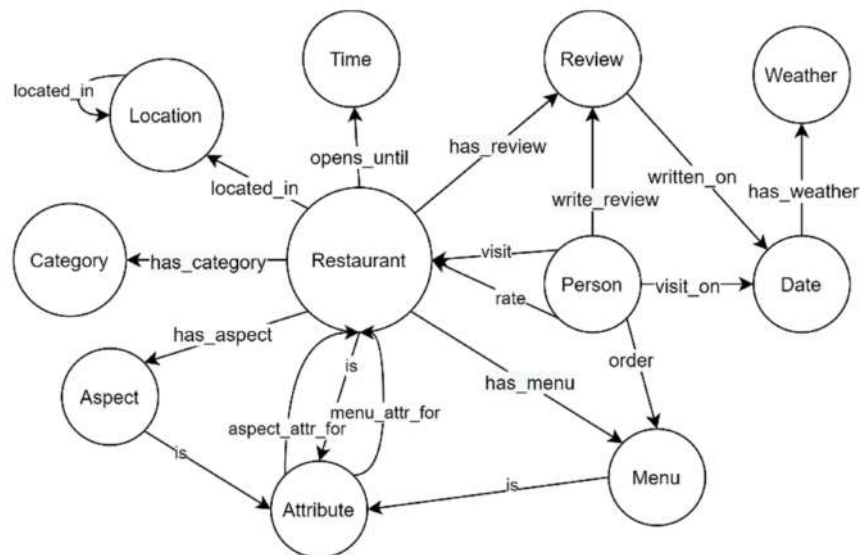 Time
Review
Weather
located_in
Location
opens_until
has_review
written_on
has_weather
located_in
write_review
Category
has_category
Restaurant
visit
rate
Person
visit_on
Date
has_aspect
is
has_menu
order
Aspect
aspect_attr_for
menu_attr_for
is
Attribute
is
Menu